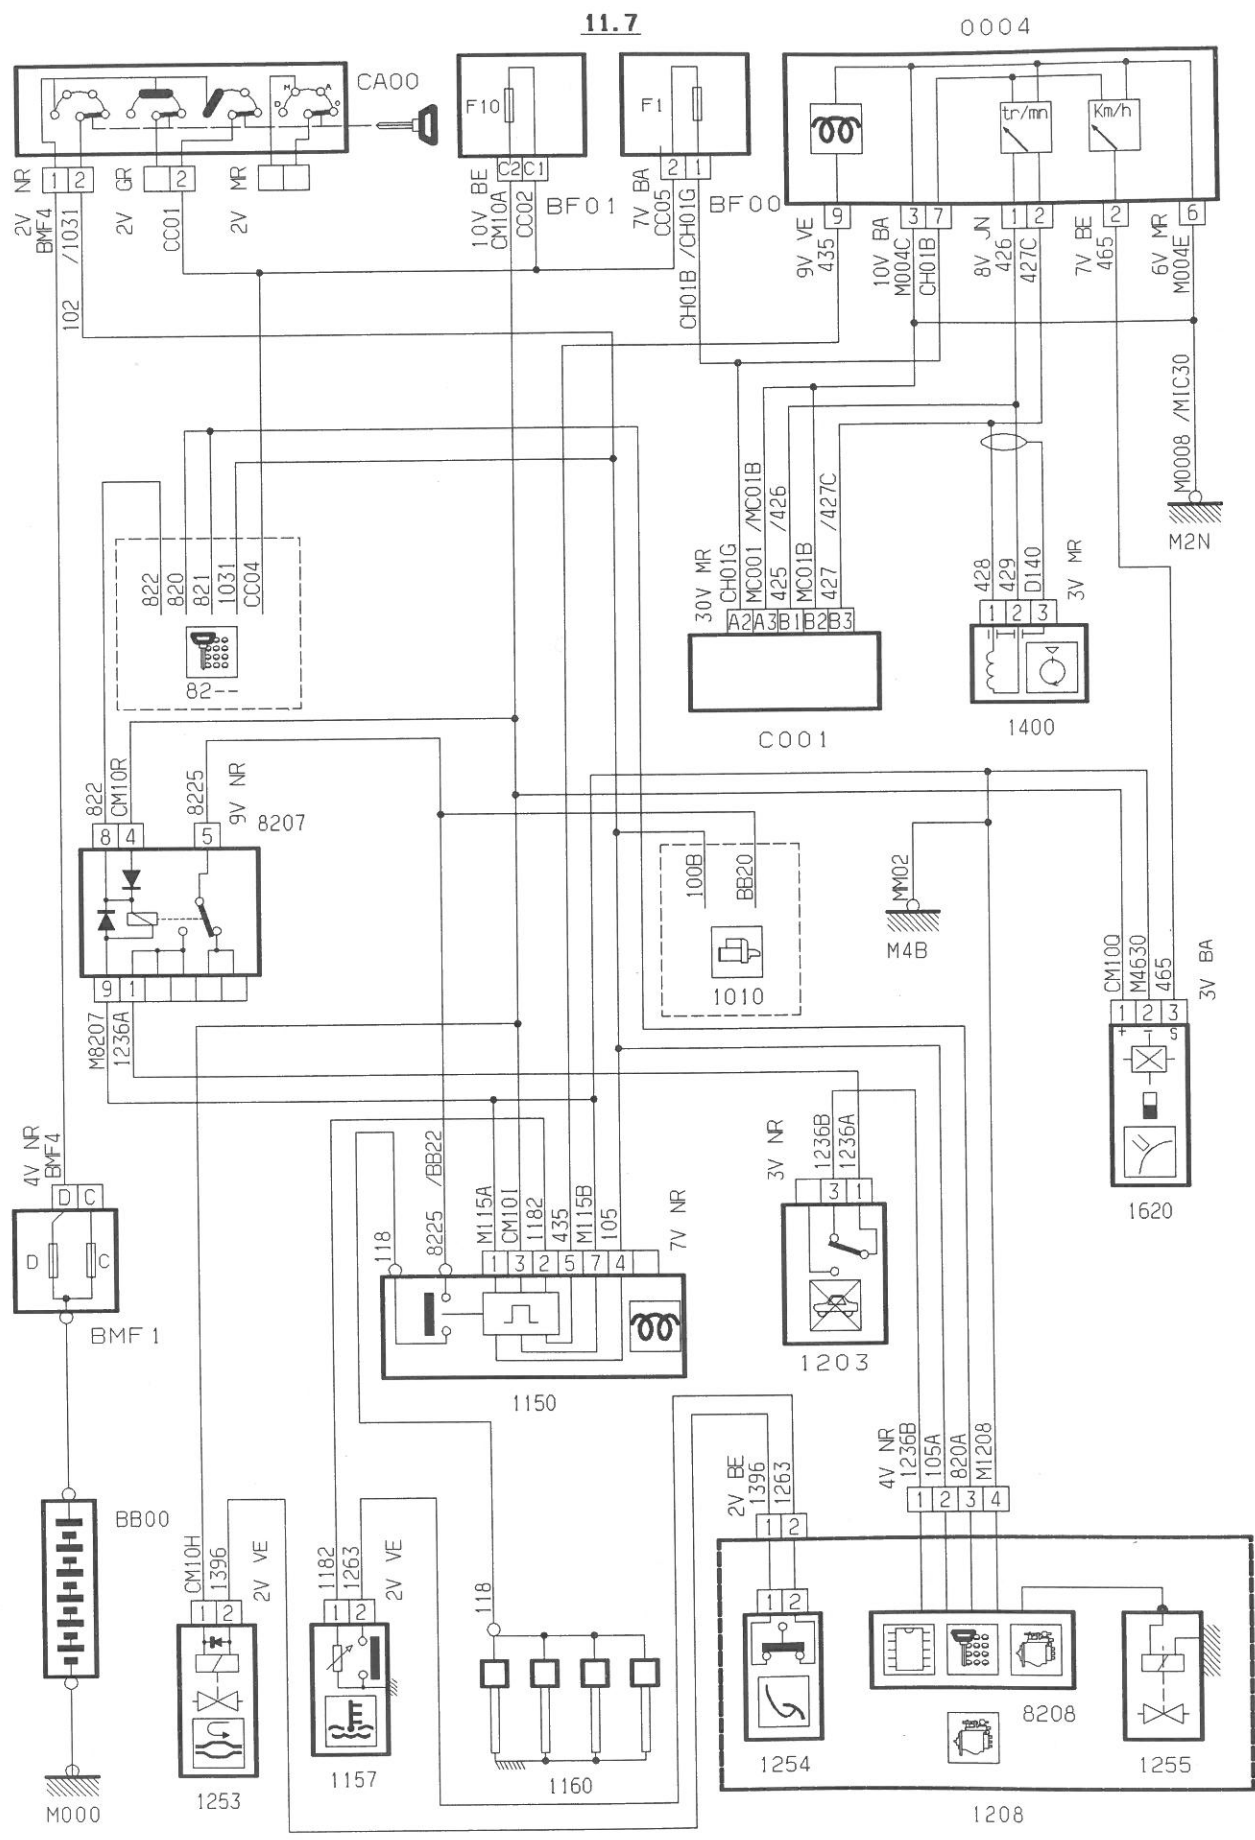 11.7
0004
CA00
M
A
D
O
F10
F1
tr/mn
Km/h
2V NR
1
2
BMF4
/1031
102
2V GR
2
CC01
2V MR
10V BE
C2
C1
CM10A
CC02
BF01
7V BA
2
1
CC05
CH01B /CH01G
BF00
9V VE
9
435
10V BA
3
7
M004C
CH01B
8V JN
1
2
426
427C
7V BE
2
465
6V MR
6
M004E
M0008 /MIC30
M2N
822
820
821
1031
CC04
82--
30V MR
CH01G
MC001 /MC01B
425 /426
MC01B
427 /427C
A2
A3
B1
B2
B3
C001
428
429
D140
3V MR
1
2
3
1400
822
CM10R
8225
9V NR
8
4
5
8207
9
1
M8207
1236A
100B
BB20
1010
MM02
M4B
CM10Q
M4630
465
3V BA
1
2
3
+
-
S
1620
4V NR
BMF4
D
C
D
C
BMF1
118
8225 /BB22
M115A
CM10I
1182
435
M115B
105
7V NR
1
3
2
5
7
4
1150
3V NR
1236B
1236A
3
1
1203
BB00
M000
CM10H
1396
2V VE
1
2
1253
1182
1263
2V VE
1
2
1157
118
1160
2V BE
1396
1263
1
2
1
2
1254
4V NR
1236B
105A
820A
M1208
1
2
3
4
8208
1255
1208